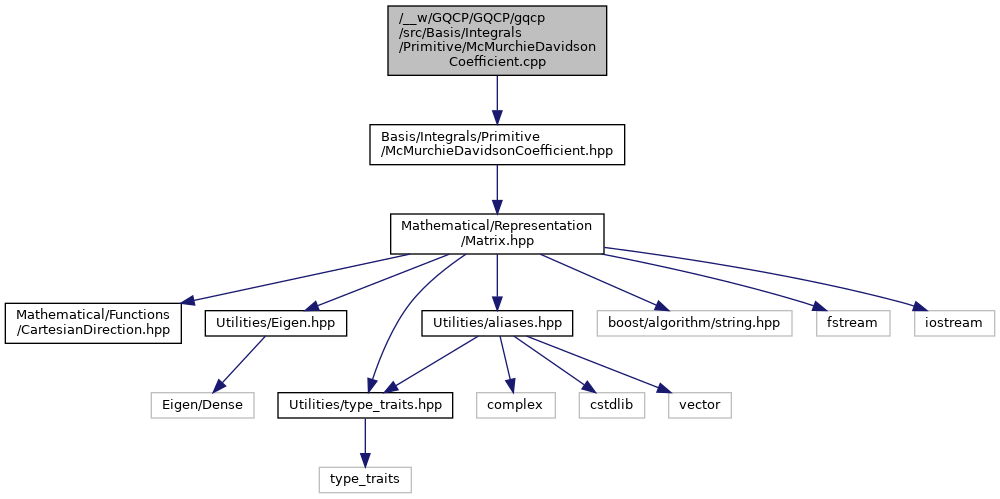 /__w/GQCP/GQCP/gqcp
/src/Basis/Integrals
/Primitive/McMurchieDavidson
Coefficient.cpp
Basis/Integrals/Primitive
/McMurchieDavidsonCoefficient.hpp
Mathematical/Representation
/Matrix.hpp
Mathematical/Functions
/CartesianDirection.hpp
Utilities/Eigen.hpp
Utilities/aliases.hpp
boost/algorithm/string.hpp
fstream
iostream
Eigen/Dense
Utilities/type_traits.hpp
complex
cstdlib
vector
type_traits